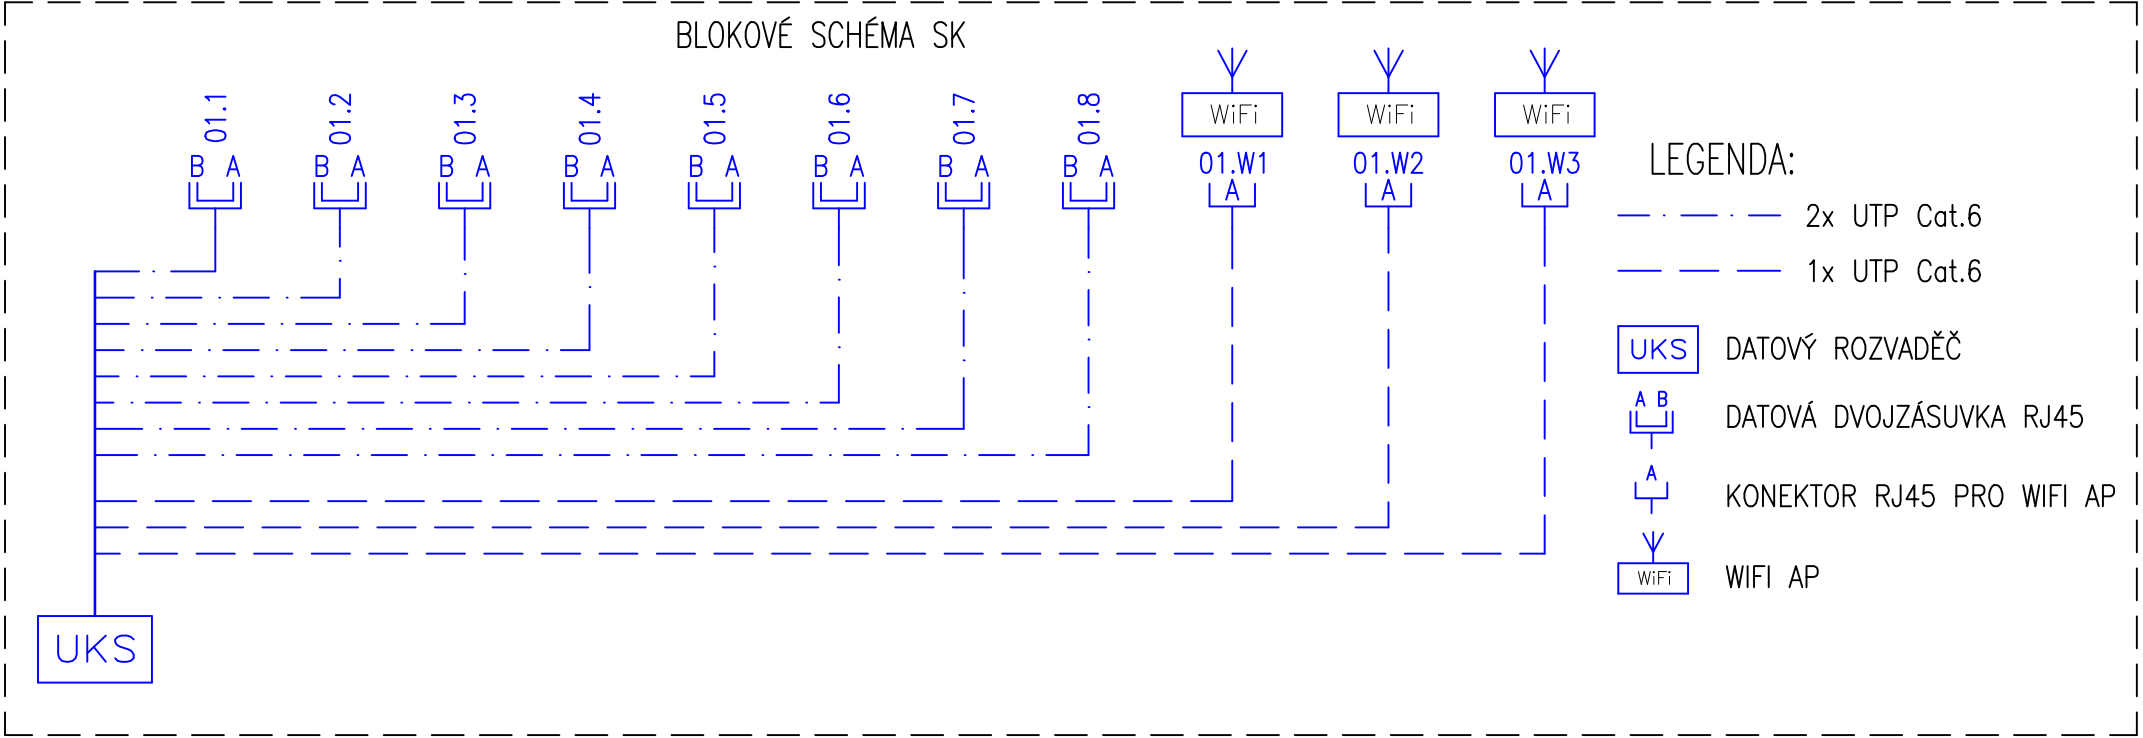 BLOKOVÉ SCHÉMA SK
01.1
01.2
01.3
01.4
01.5
01.6
01.7
01.8
B A
B A
B A
B A
B A
B A
B A
B A
WiFi
WiFi
WiFi
01.W1
01.W2
01.W3
A
A
A
LEGENDA:
2x UTP Cat.6
1x UTP Cat.6
UKS DATOVÝ ROZVADĚČ
A B
DATOVÁ DVOJZÁSUVKA RJ45
A
KONEKTOR RJ45 PRO WIFI AP
WiFi WIFI AP
UKS